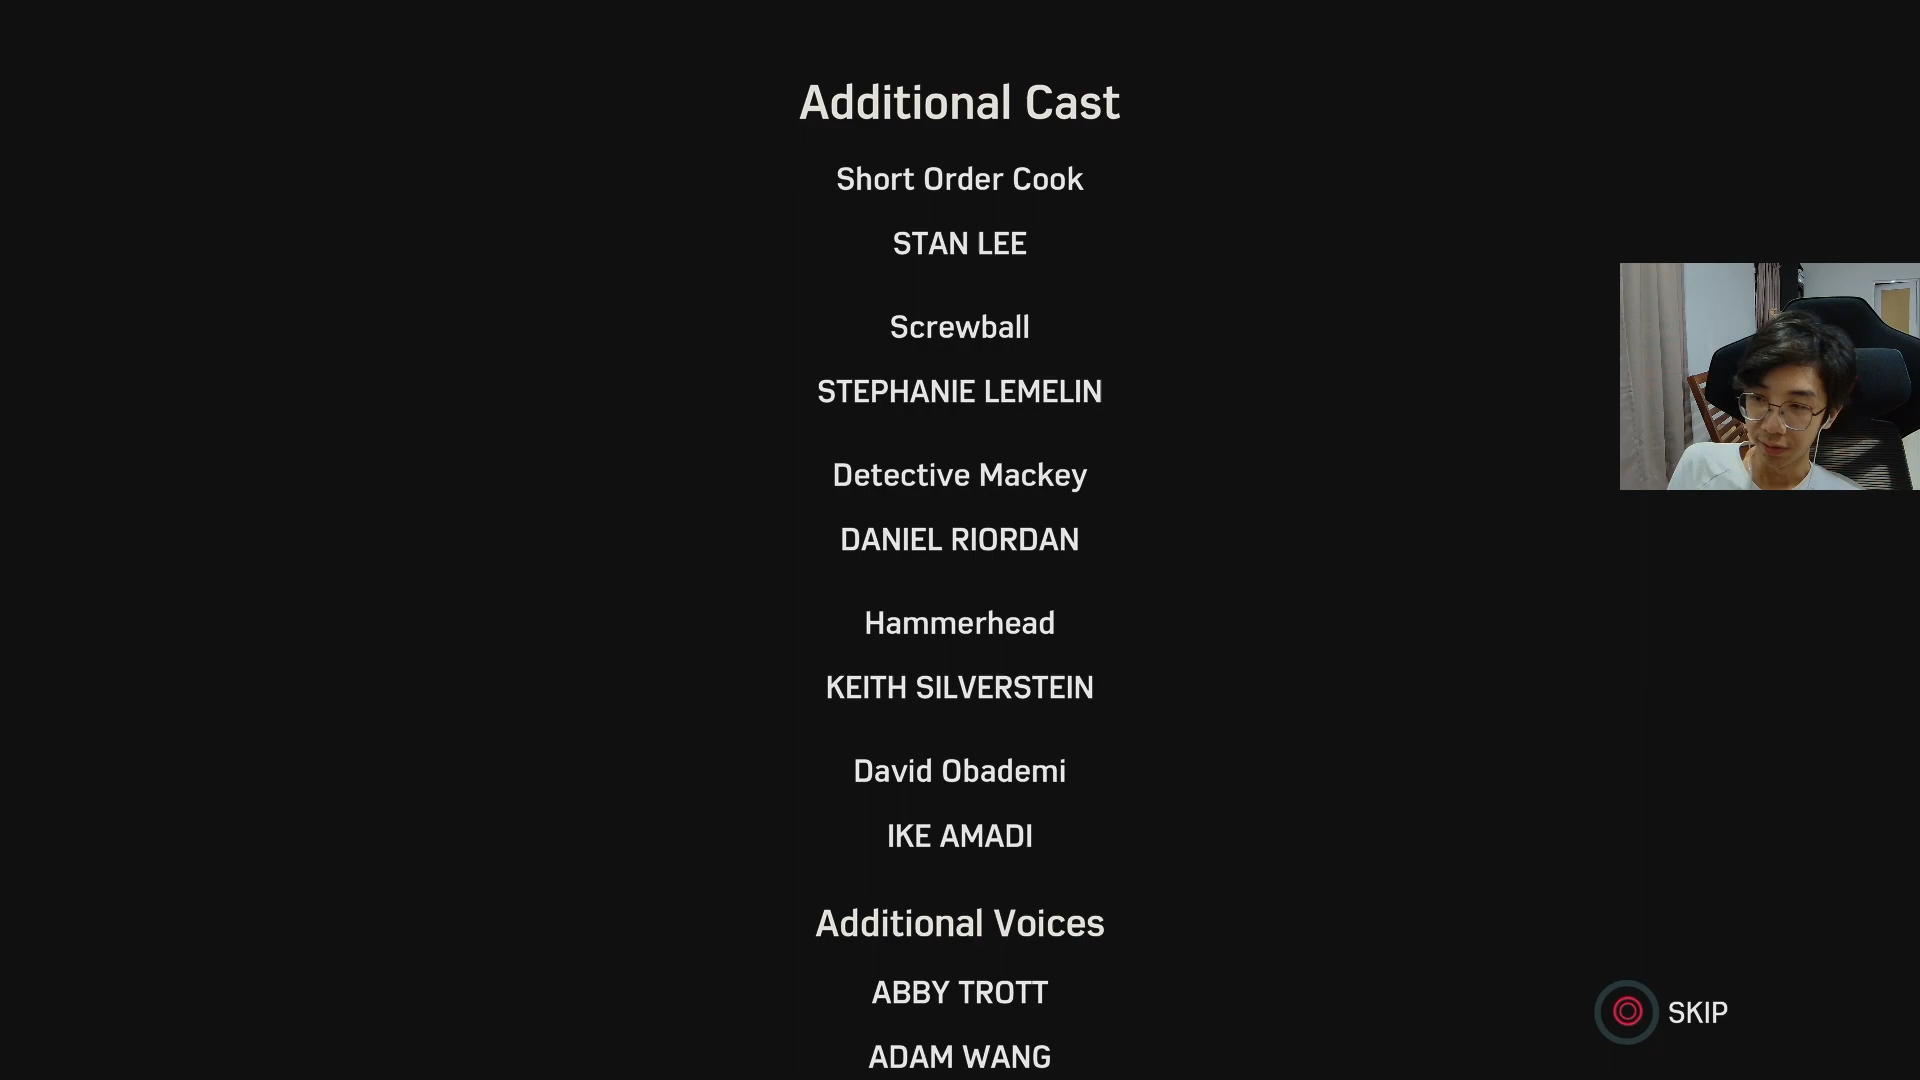 Additional Cast
Short Order Cook
STAN LEE
Screwball
STEPHANIE LEMELIN
Detective Mackey
DANIEL RIORDAN
Hammerhead
KEITH SILVERSTEIN
David Obademi
IKE AMADI
Additional Voices
ABBY TROTT
ADAM WANG
SKIP